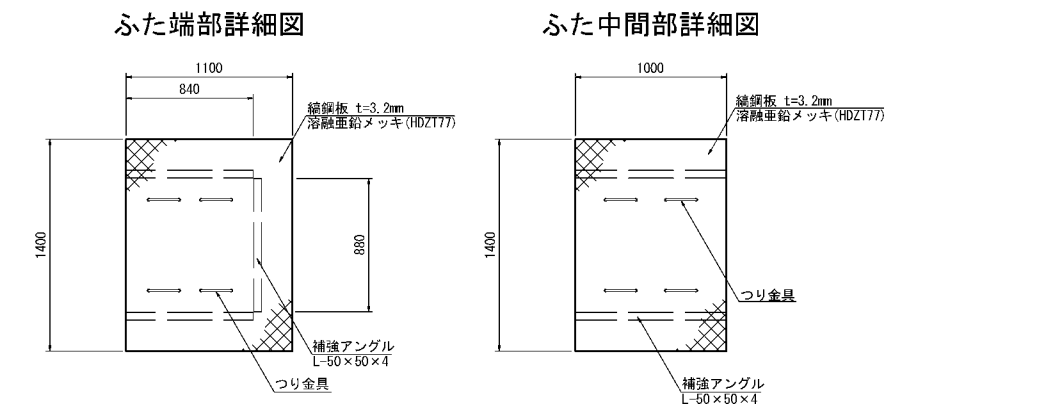 ふた端部詳細図
1100
840
縞鋼板 t=3.2mm
溶融亜鉛メッキ(HDZT77)
1400
880
補強アングル
L-50×50×4
つり金具
ふた中間部詳細図
1000
縞鋼板 t=3.2mm
溶融亜鉛メッキ(HDZT77)
1400
つり金具
補強アングル
L-50×50×4